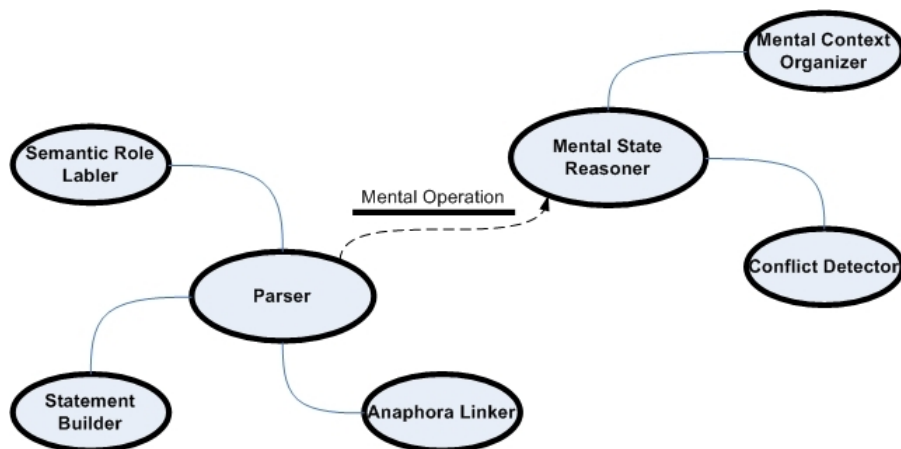 Mental Context
Organizer
Mental State
Reasoner
Semantic Role
Labler
Mental Operation
Conflict Detector
Parser
Statement
Builder
Anaphora Linker